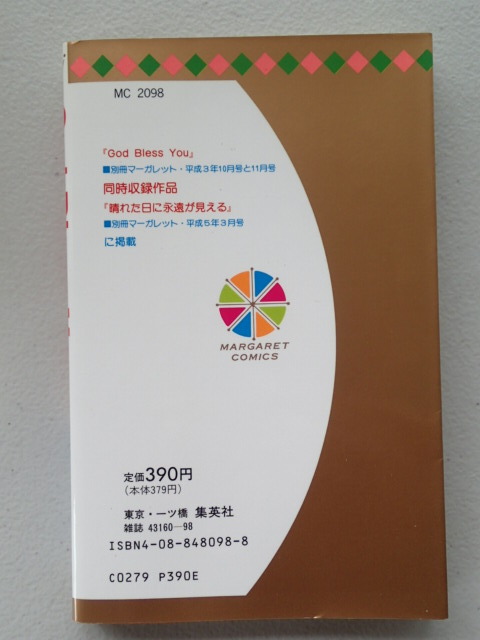 MC 2098
『God Bless You』
■別冊マーガレット・平成3年10月号と11月号
同時収録作品
『晴れた日に永遠が見える』
■別冊マーガレット・平成5年3月号
に掲載
MARGARET
COMICS
定価390円
(本体379円)
東京・一ツ橋 集英社
雑誌 43160―98
ISBN4-08-848098-8
C0279 P390E